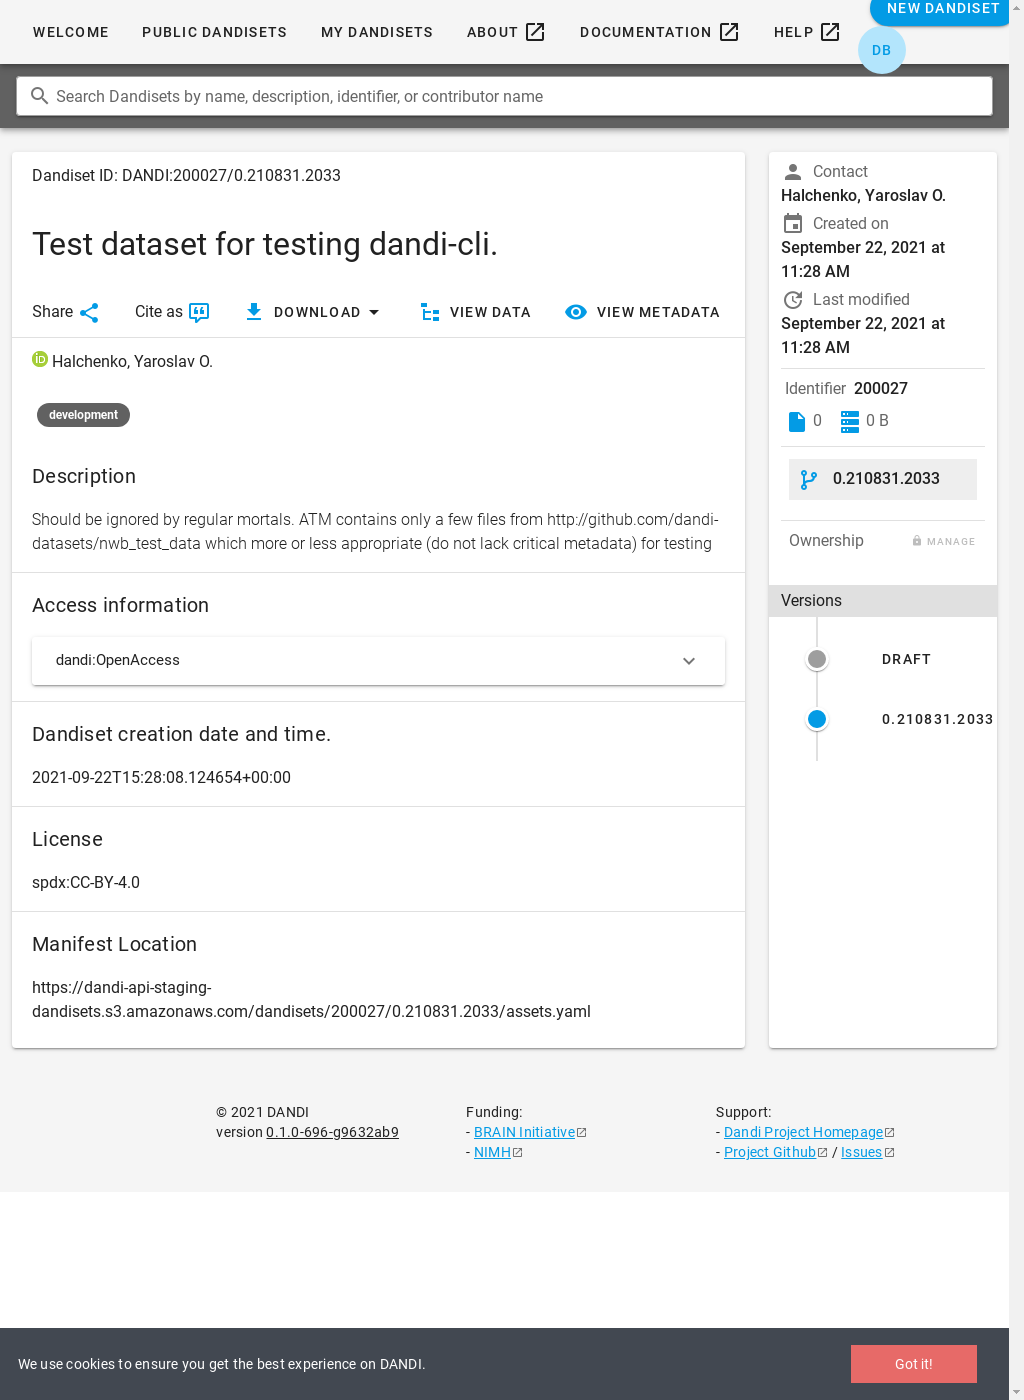 WELCOME PUBLIC DANDISETS MY DANDISETS ABOUT DOCUMENTATION HELP NEW DANDISET
DB
Search Dandisets by name, description, identifier, or contributor name
Dandiset ID: DANDI:200027/0.210831.2033
Test dataset for testing dandi-cli.
Share Cite as DOWNLOAD VIEW DATA VIEW METADATA
iD Halchenko, Yaroslav O.
development
Description
Should be ignored by regular mortals. ATM contains only a few files from http://github.com/dandi-
datasets/nwb_test_data which more or less appropriate (do not lack critical metadata) for testing
Access information
dandi:OpenAccess
Dandiset creation date and time.
2021-09-22T15:28:08.124654+00:00
License
spdx:CC-BY-4.0
Manifest Location
https://dandi-api-staging-
dandisets.s3.amazonaws.com/dandisets/200027/0.210831.2033/assets.yaml
Contact
Halchenko, Yaroslav O.
Created on
September 22, 2021 at
11:28 AM
Last modified
September 22, 2021 at
11:28 AM
Identifier 200027
0 0 B
0.210831.2033
Ownership MANAGE
Versions
DRAFT
0.210831.2033
© 2021 DANDI
version 0.1.0-696-g9632ab9
Funding:
- BRAIN Initiative
- NIMH
Support:
- Dandi Project Homepage
- Project Github / Issues
We use cookies to ensure you get the best experience on DANDI.
Got it!